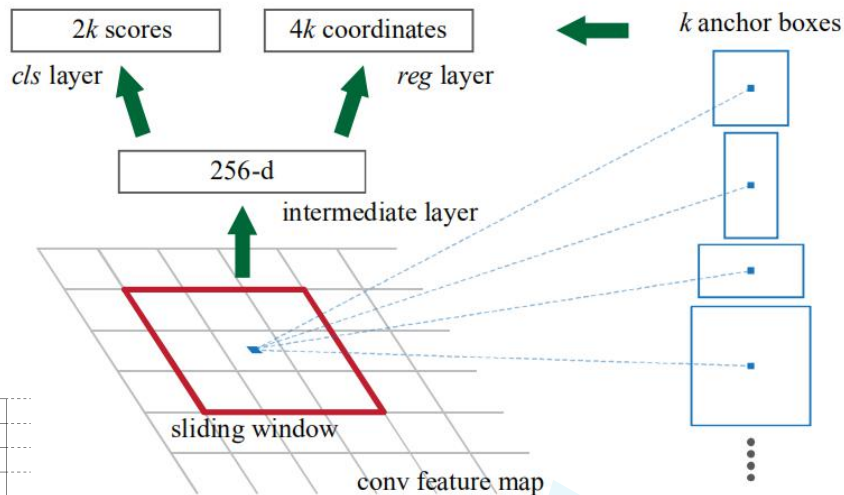 2k scores
4k coordinates
k anchor boxes
cls layer
reg layer
256-d
intermediate layer
sliding window
conv feature map